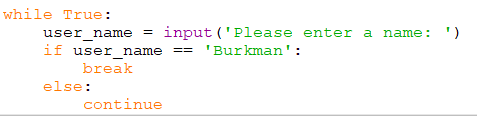 while True:
    user_name = input('Please enter a name: ')
    if user_name == 'Burkman':
        break
    else:
        continue